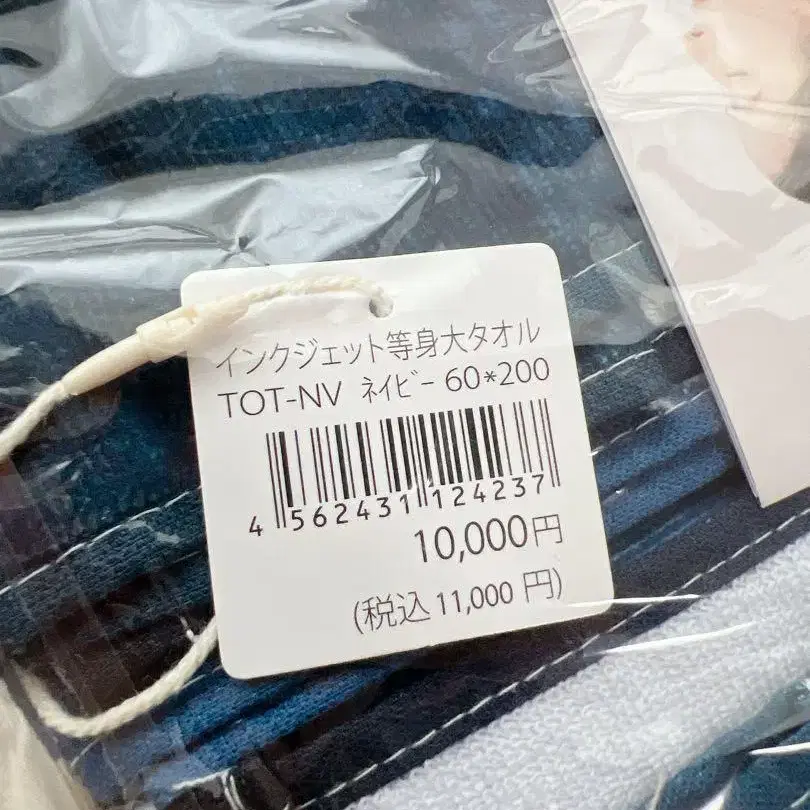 インクジェット等身大タオル
TOT-NV ﾈｲﾋﾞｰ 60*200
4 562431 124237
10,000円
(税込 11,000 円)